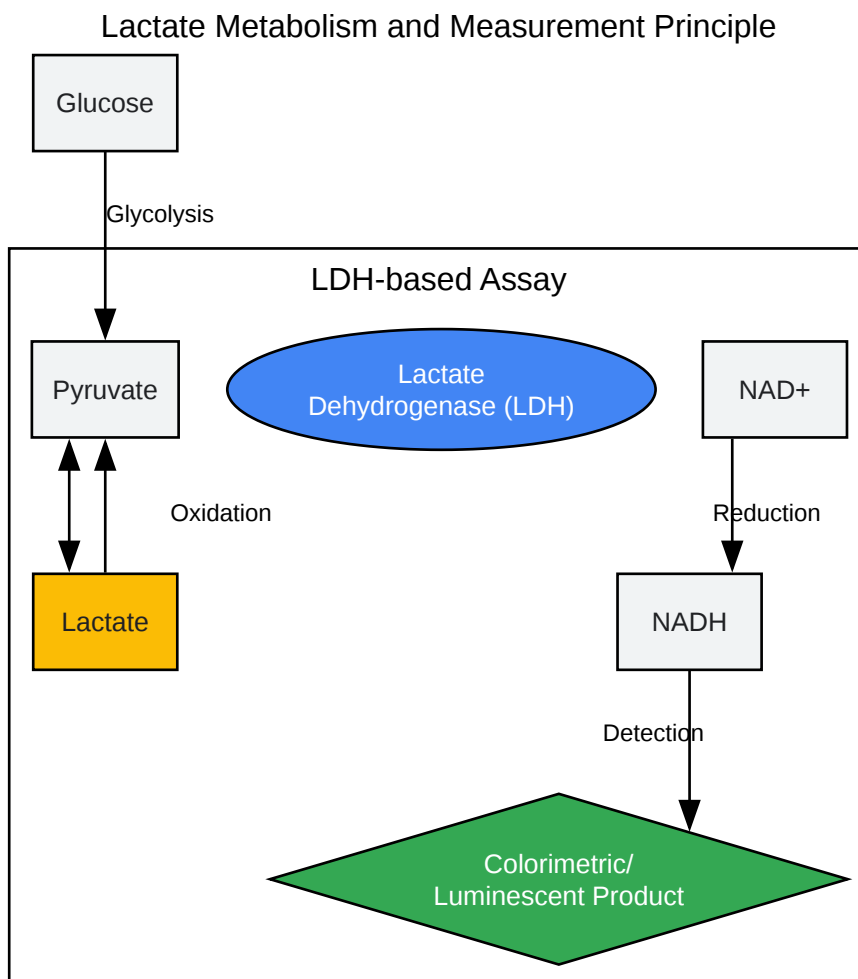 Lactate Metabolism and Measurement Principle
Glucose
Glycolysis
LDH-based Assay
Pyruvate
Lactate
Dehydrogenase (LDH)
NAD+
Oxidation
Reduction
Lactate
NADH
Detection
Colorimetric/
Luminescent Product